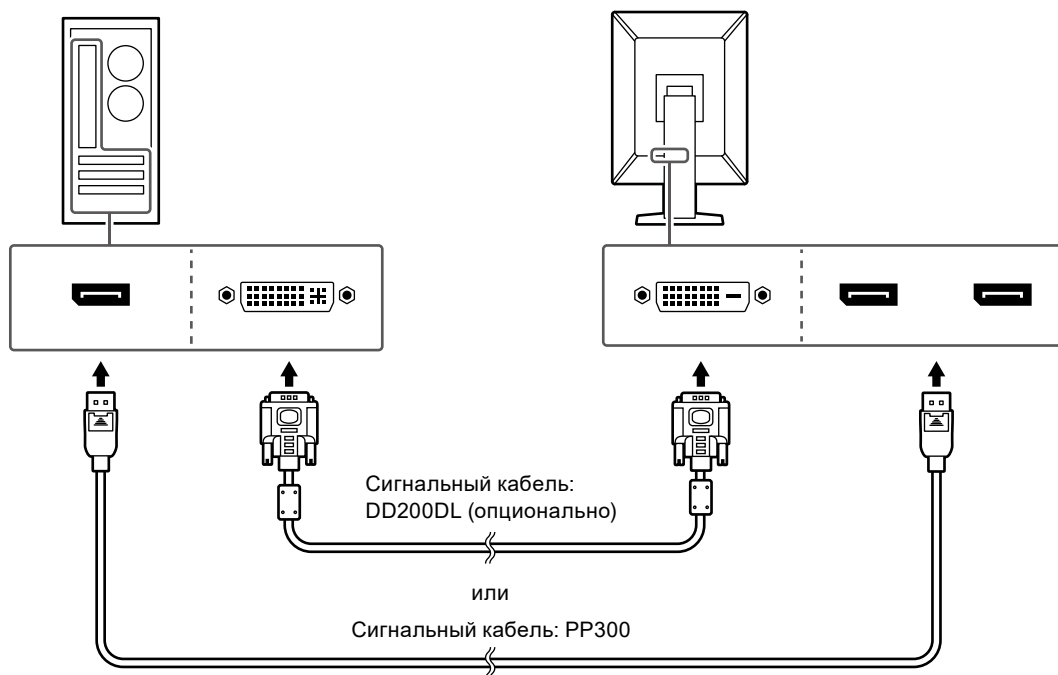 Сигнальный кабель:
DD200DL (опционально)
или
Сигнальный кабель: PP300